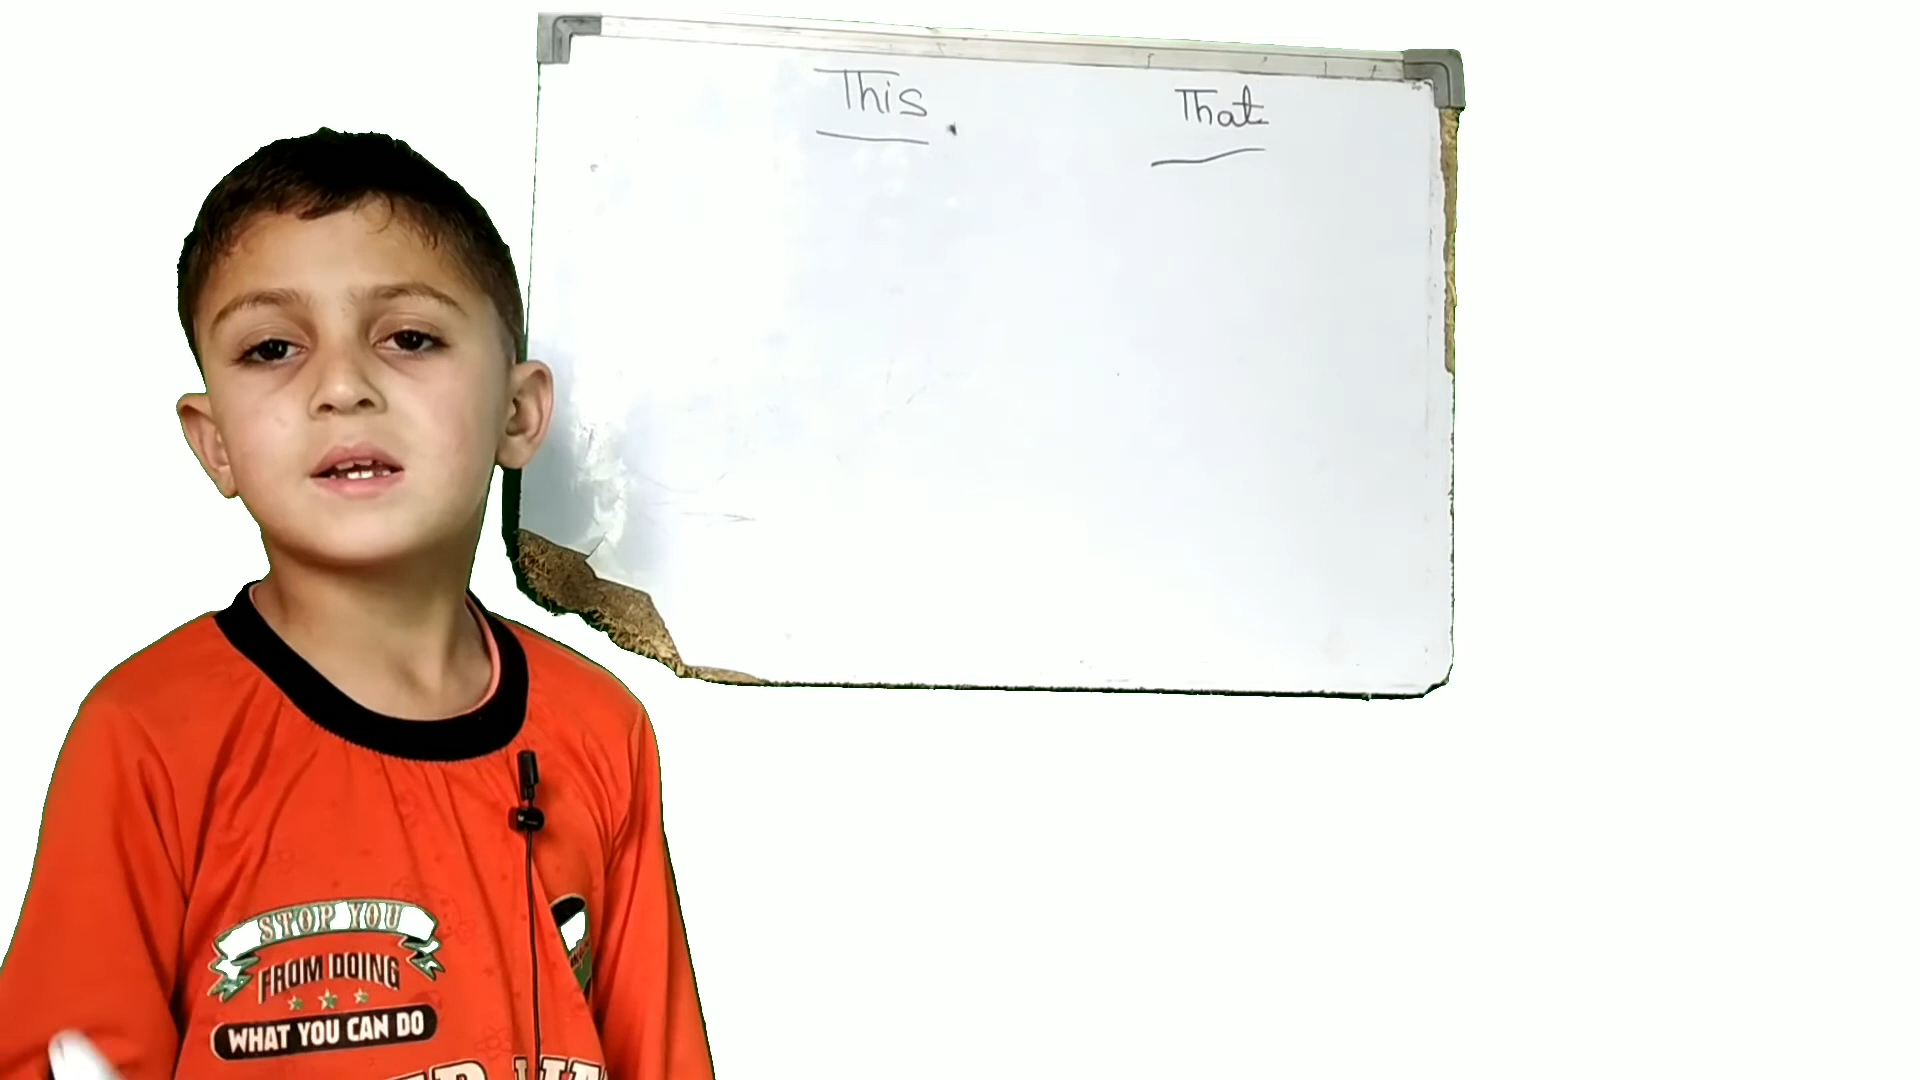 This
That
STOP YOU
FROM DOING
WHAT YOU CAN DO